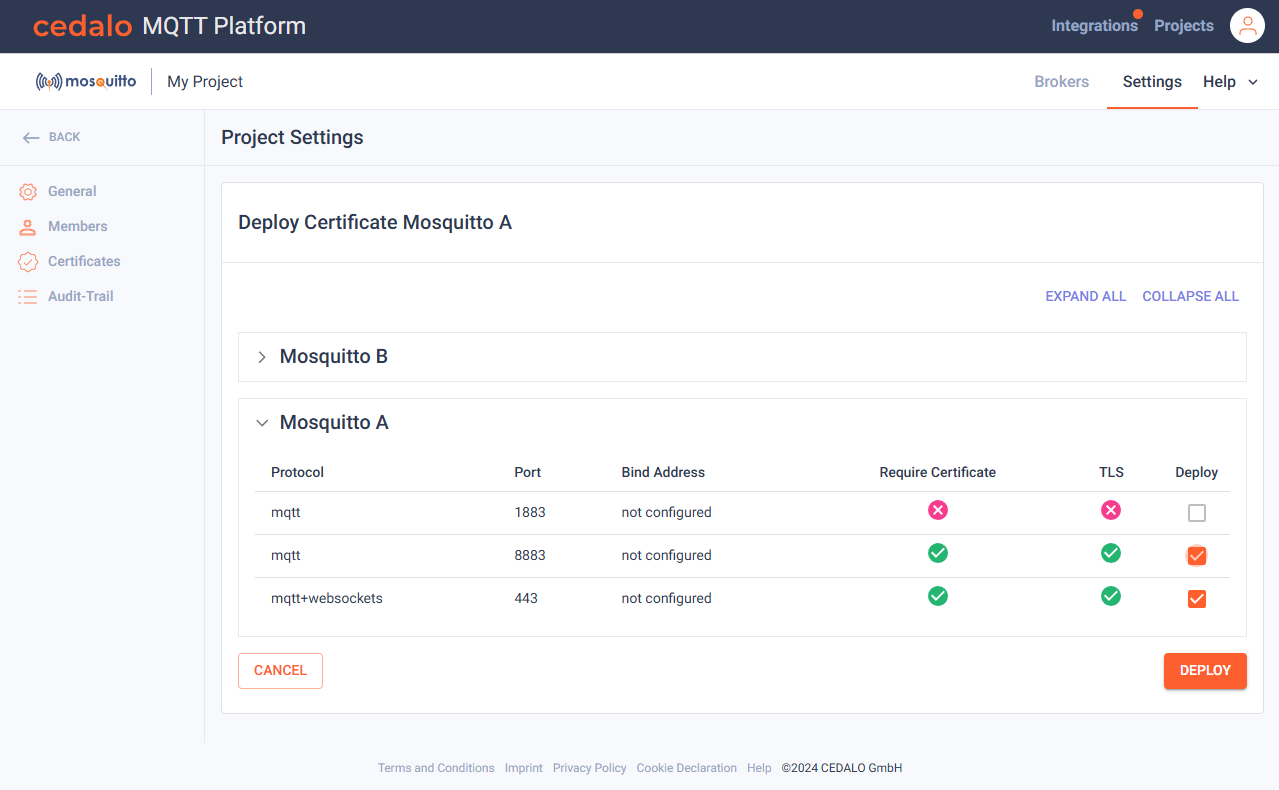 cedalo MQTT Platform
Integrations Projects
mosquitto My Project
Brokers Settings Help
BACK
Project Settings
General
Members
Certificates
Audit-Trail
Deploy Certificate Mosquitto A
EXPAND ALL COLLAPSE ALL
Mosquitto B
Mosquitto A
Protocol Port Bind Address Require Certificate TLS Deploy
mqtt 1883 not configured
mqtt 8883 not configured
mqtt+websockets 443 not configured
CANCEL DEPLOY
Terms and Conditions Imprint Privacy Policy Cookie Declaration Help ©2024 CEDALO GmbH